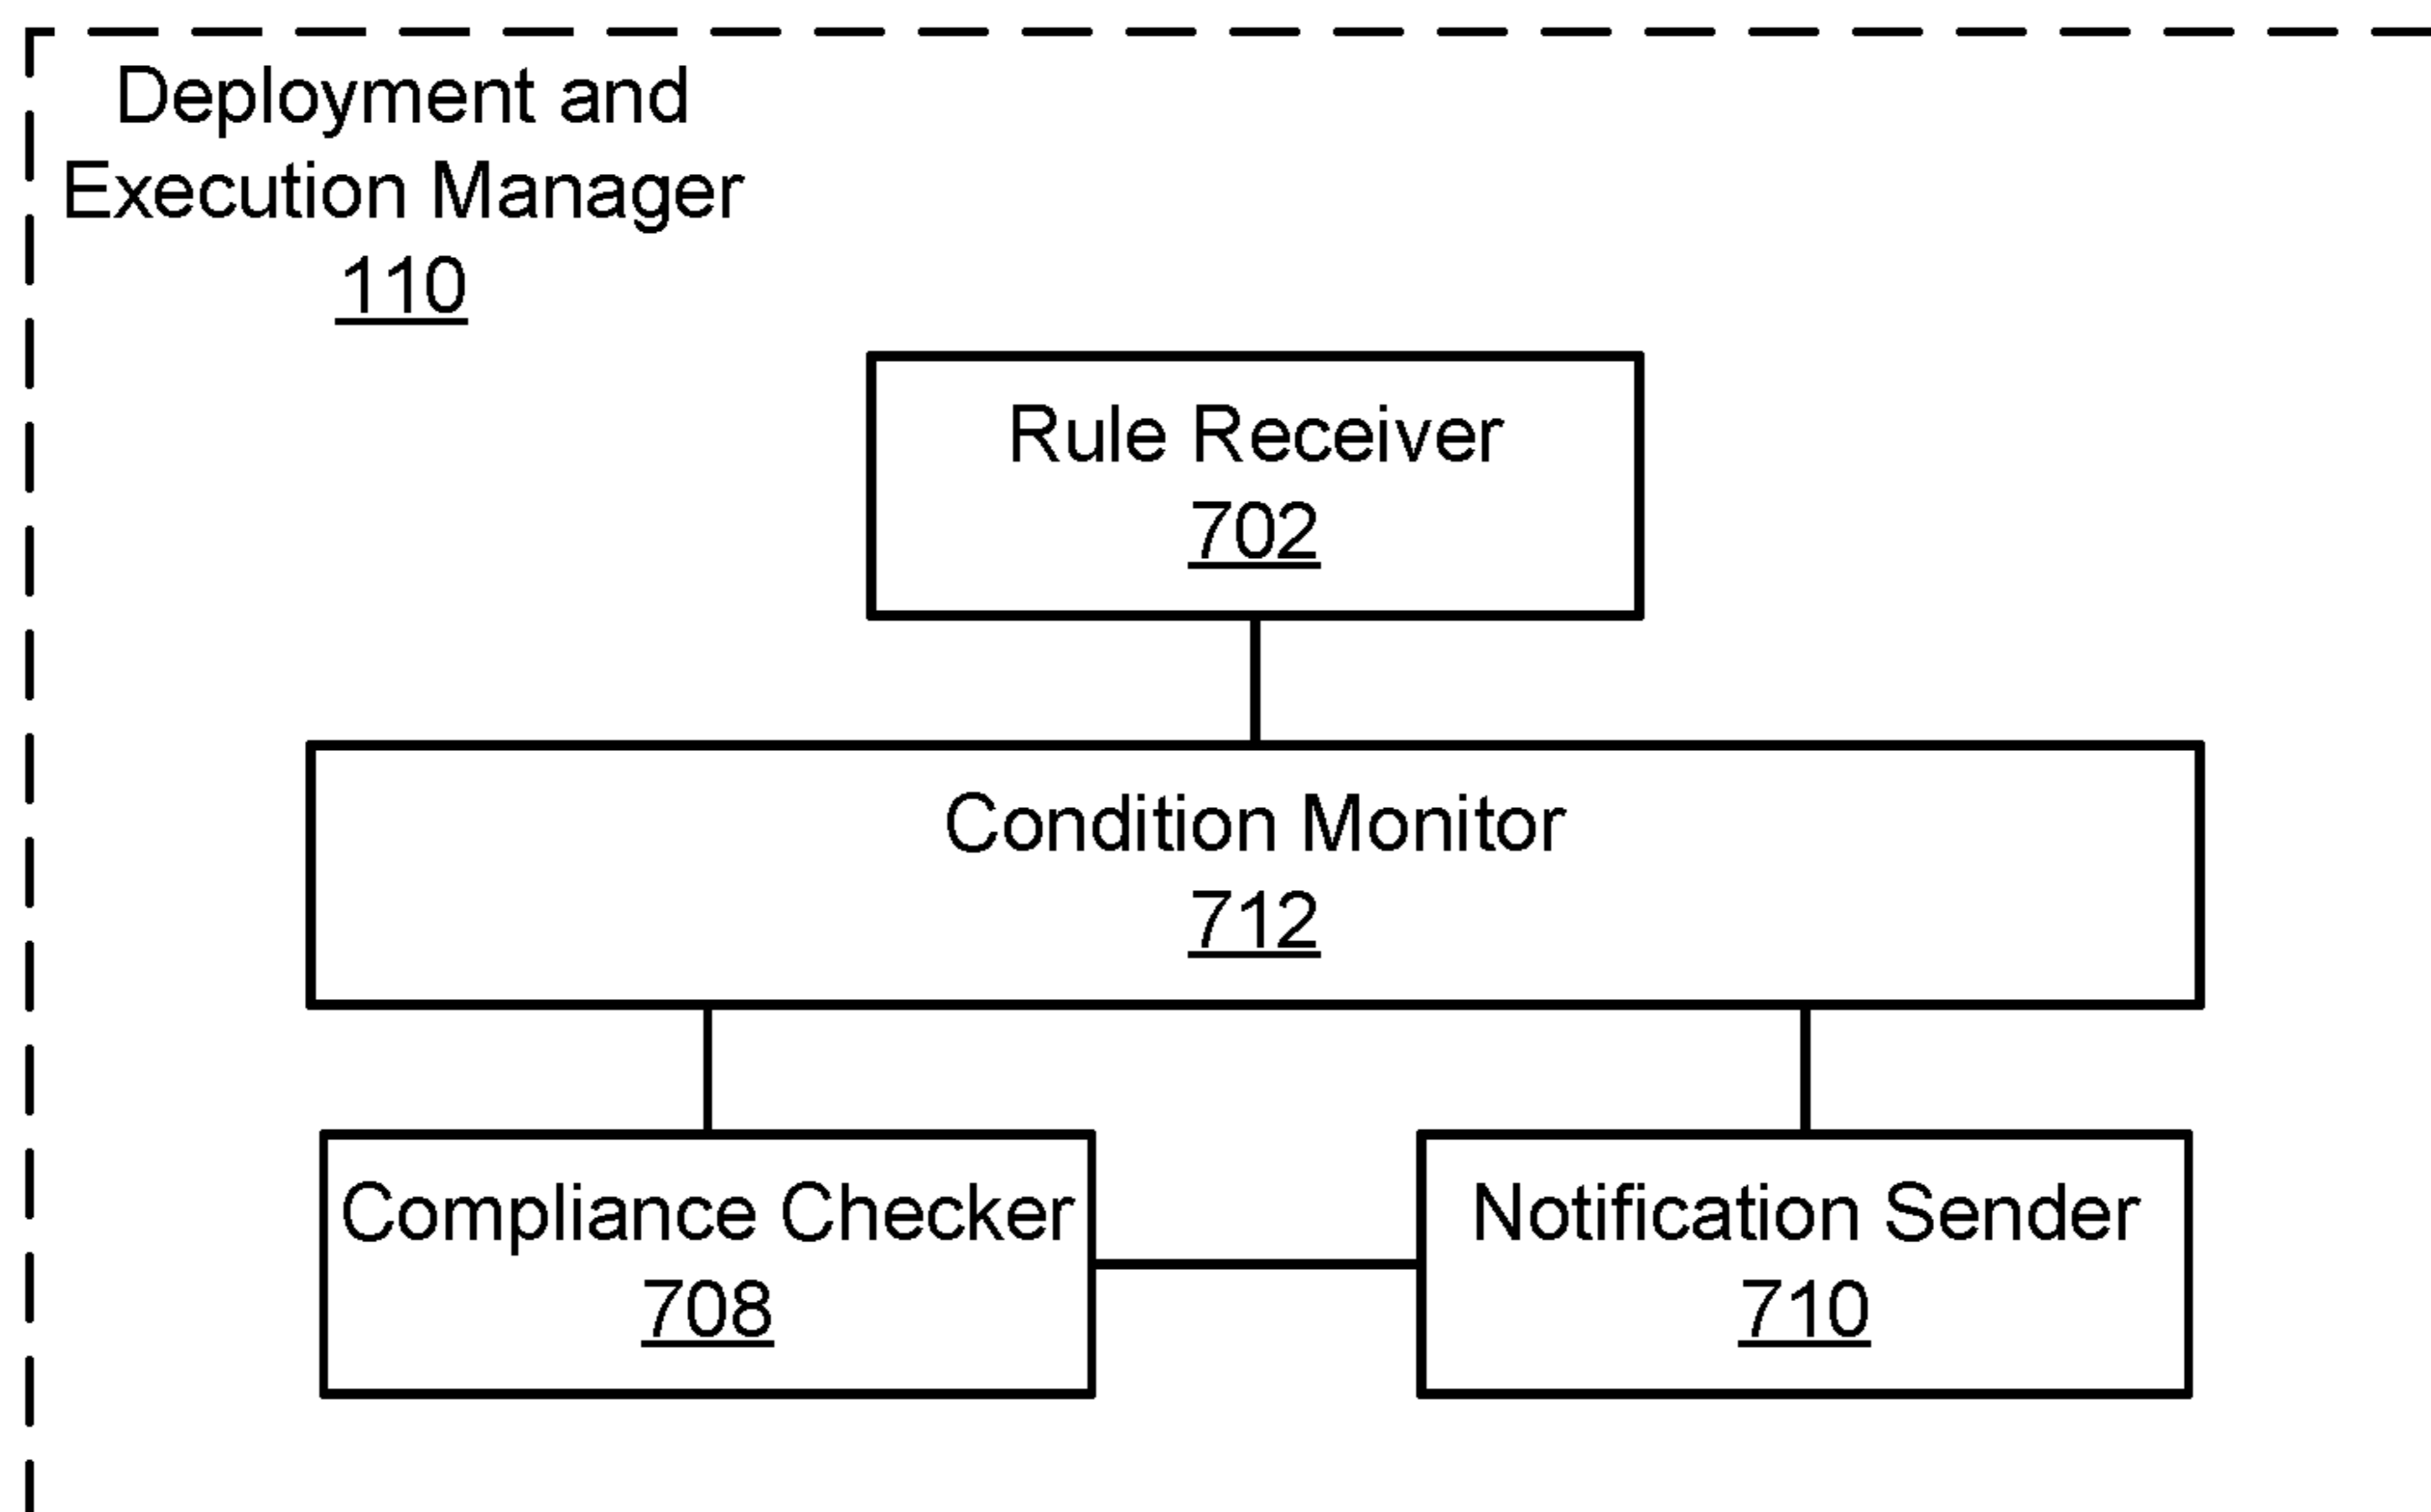 Deployment and
Execution Manager
110
Rule Receiver
702
Condition Monitor
712
Compliance Checker
708
Notification Sender
710